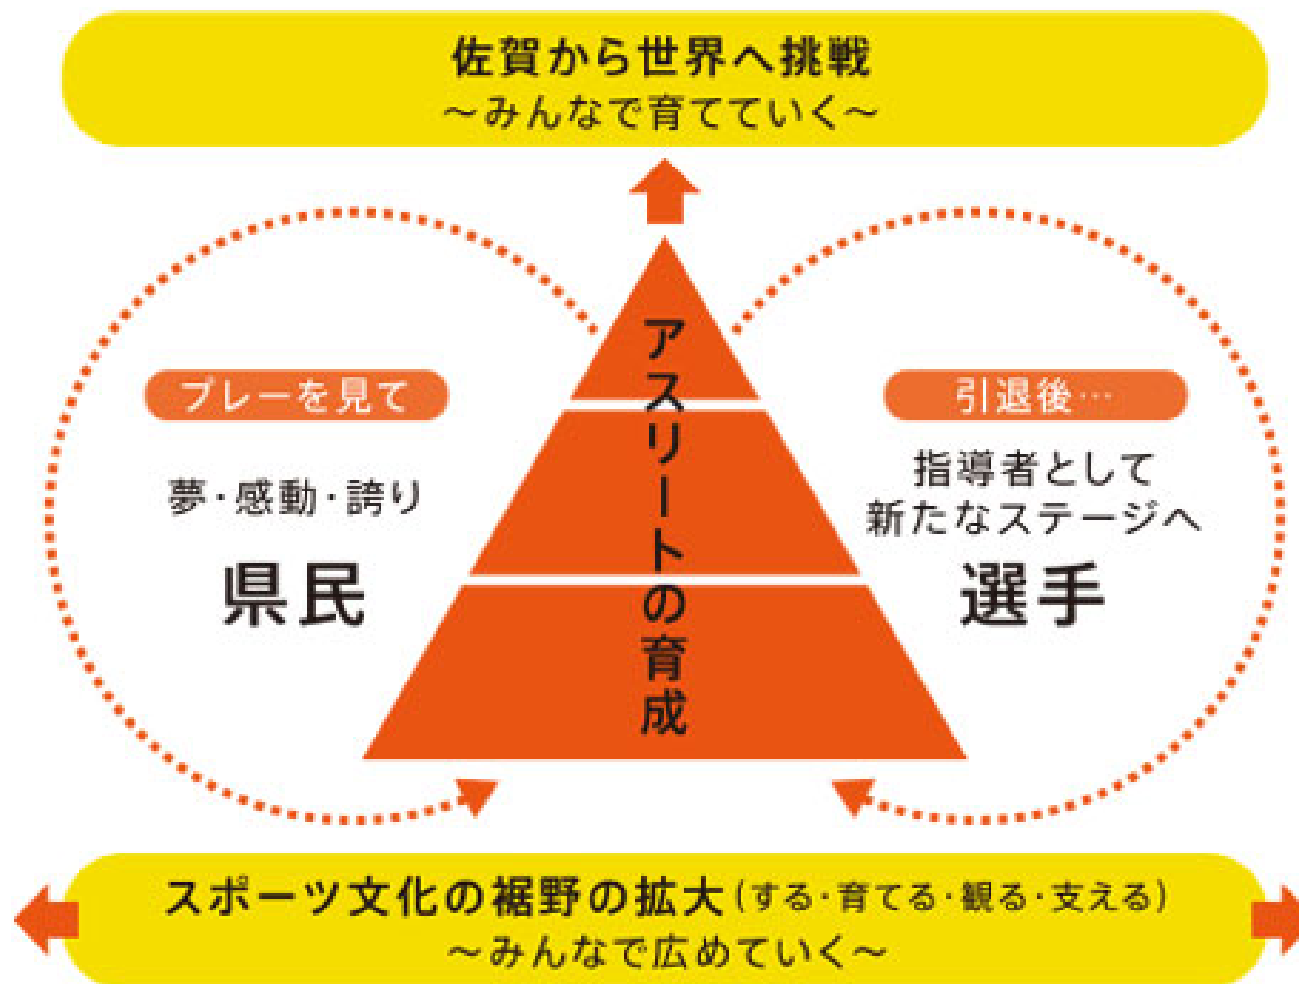 佐賀から世界へ挑戦
～みんなで育てていく～
アスリートの育成
プレーを見て
夢・感動・誇り
県民
引退後…
指導者として
新たなステージへ
選手
スポーツ文化の裾野の拡大(する・育てる・観る・支える)
～みんなで広めていく～